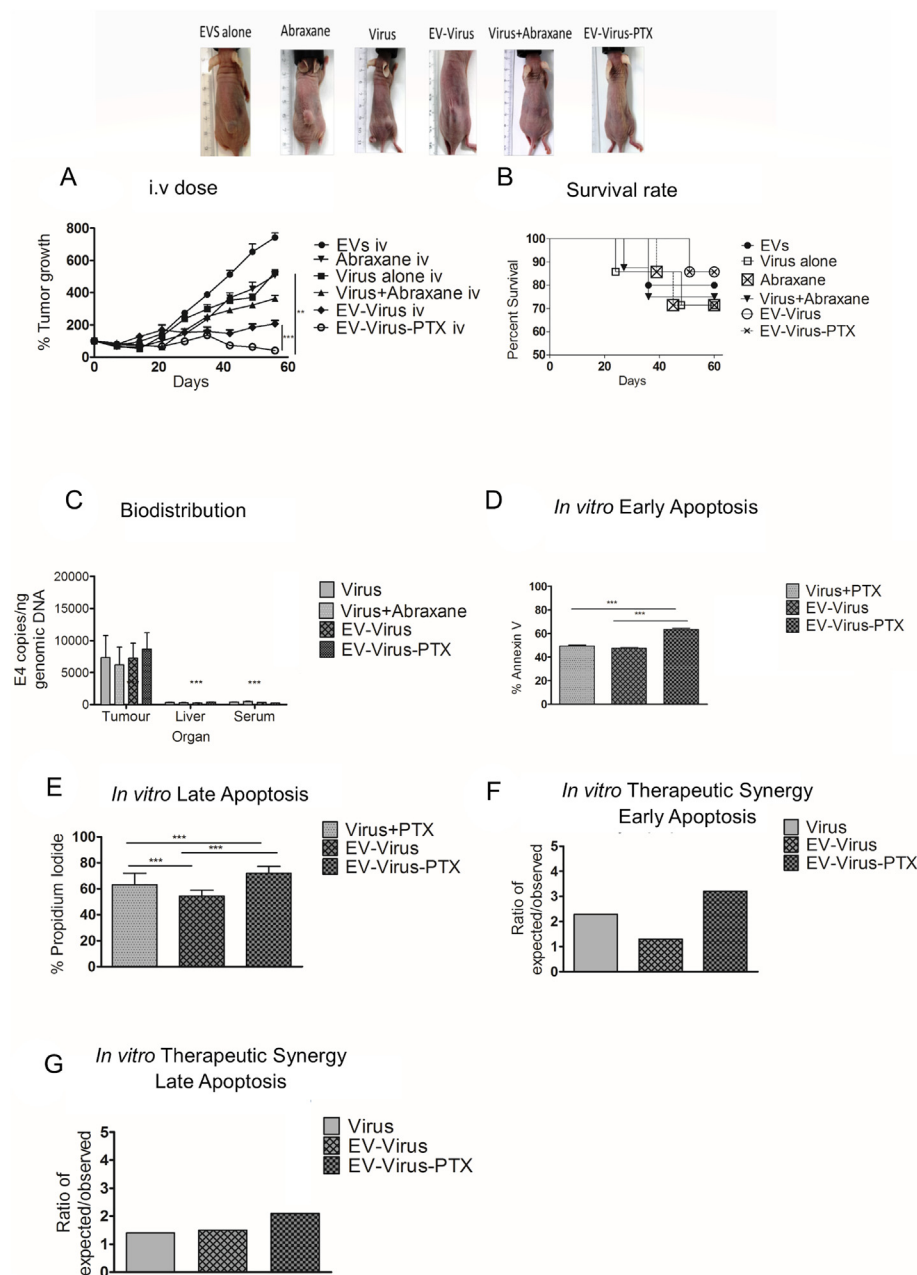 EVS alone Abraxane Virus EV-Virus Virus+Abraxane EV-Virus-PTX
A
i.v dose
% Tumor growth
800
600
400
200
0
0 20 40 60
Days
EVs iv
Abraxane iv
Virus alone iv
Virus+Abraxane iv
EV-Virus iv
EV-Virus-PTX iv
**
***
B
Survival rate
Percent Survival
100
90
80
70
60
50
0 20 40 60
Days
EVs
Virus alone
Abraxane
Virus+Abraxane
EV-Virus
EV-Virus-PTX
C
Biodistribution
E4 copies/ng
genomic DNA
20000
15000
10000
5000
0
*** ***
Tumour Liver Serum
Organ
Virus
Virus+Abraxane
EV-Virus
EV-Virus-PTX
D
In vitro Early Apoptosis
% Annexin V
100
80
60
40
20
0
***
***
Virus+PTX
EV-Virus
EV-Virus-PTX
E
In vitro Late Apoptosis
% Propidium Iodide
100
80
60
40
20
0
***
***
***
Virus+PTX
EV-Virus
EV-Virus-PTX
F
In vitro Therapeutic Synergy
Early Apoptosis
Ratio of
expected/observed
5
4
3
2
1
0
Virus
EV-Virus
EV-Virus-PTX
G
In vitro Therapeutic Synergy
Late Apoptosis
Ratio of
expected/observed
5
4
3
2
1
0
Virus
EV-Virus
EV-Virus-PTX